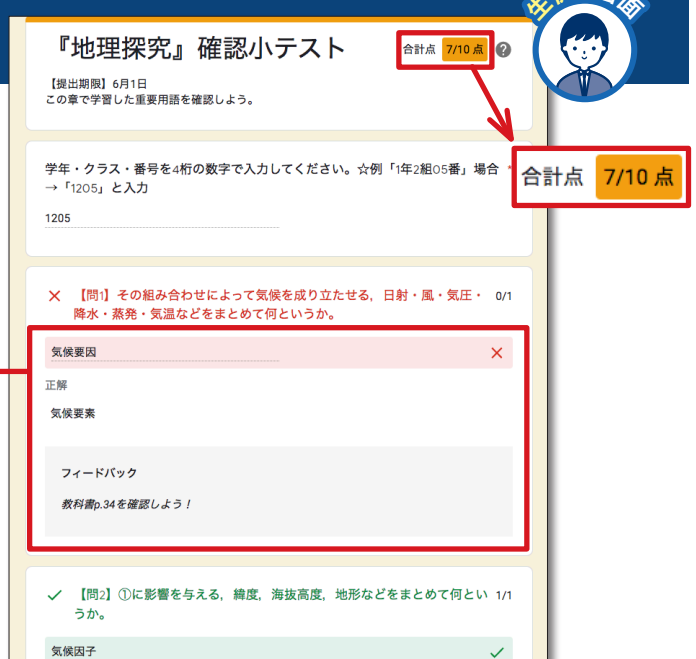 『地理探究』確認小テスト
合計点 7/10 点 ?
【提出期限】6月1日
この章で学習した重要用語を確認しよう。
学年・クラス・番号を4桁の数字で入力してください。☆例「1年2組05番」場合 *
→「1205」と入力
合計点 7/10 点
1205
【問1】その組み合わせによって気候を成り立たせる，日射・風・気圧・ 0/1
降水・蒸発・気温などをまとめて何というか。
気候要因
正解
気候要素
フィードバック
教科書p.34を確認しよう！
【問2】①に影響を与える，緯度，海抜高度，地形などをまとめて何とい 1/1
うか。
気候因子